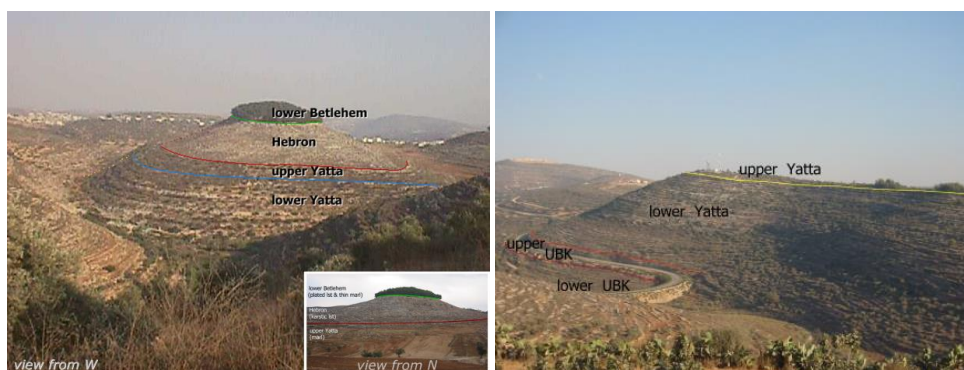 lower Betlehem
Hebron
upper Yatta
lower Yatta
view from W
lower Betlehem
(plated lst & thin marl)
Hebron
(Karstic lst)
upper Yatta
(marl)
view from N
upper Yatta
lower Yatta
upper
UBK
lower UBK